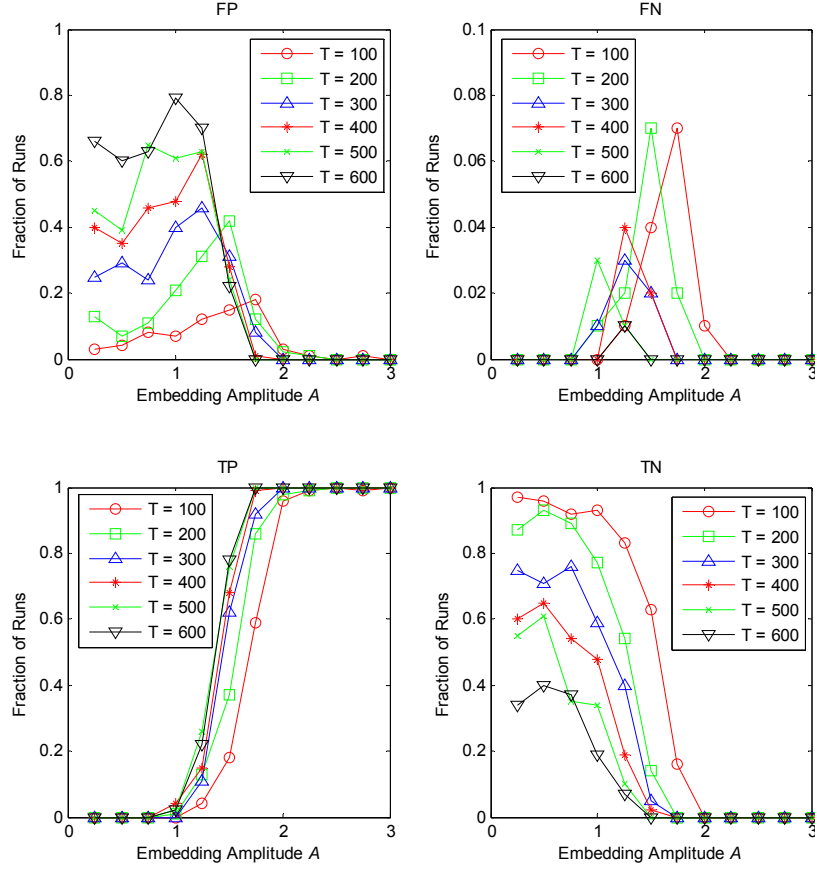 FP
1
0.8
0.6
0.4
0.2
0
0
1
2
3
Fraction of Runs
Embedding Amplitude A
T = 100
T = 200
T = 300
T = 400
T = 500
T = 600
FN
0.1
0.08
0.06
0.04
0.02
0
0
1
2
3
Fraction of Runs
Embedding Amplitude A
T = 100
T = 200
T = 300
T = 400
T = 500
T = 600
TP
1
0.8
0.6
0.4
0.2
0
0
1
2
3
Fraction of Runs
Embedding Amplitude A
T = 100
T = 200
T = 300
T = 400
T = 500
T = 600
TN
1
0.8
0.6
0.4
0.2
0
0
1
2
3
Fraction of Runs
Embedding Amplitude A
T = 100
T = 200
T = 300
T = 400
T = 500
T = 600